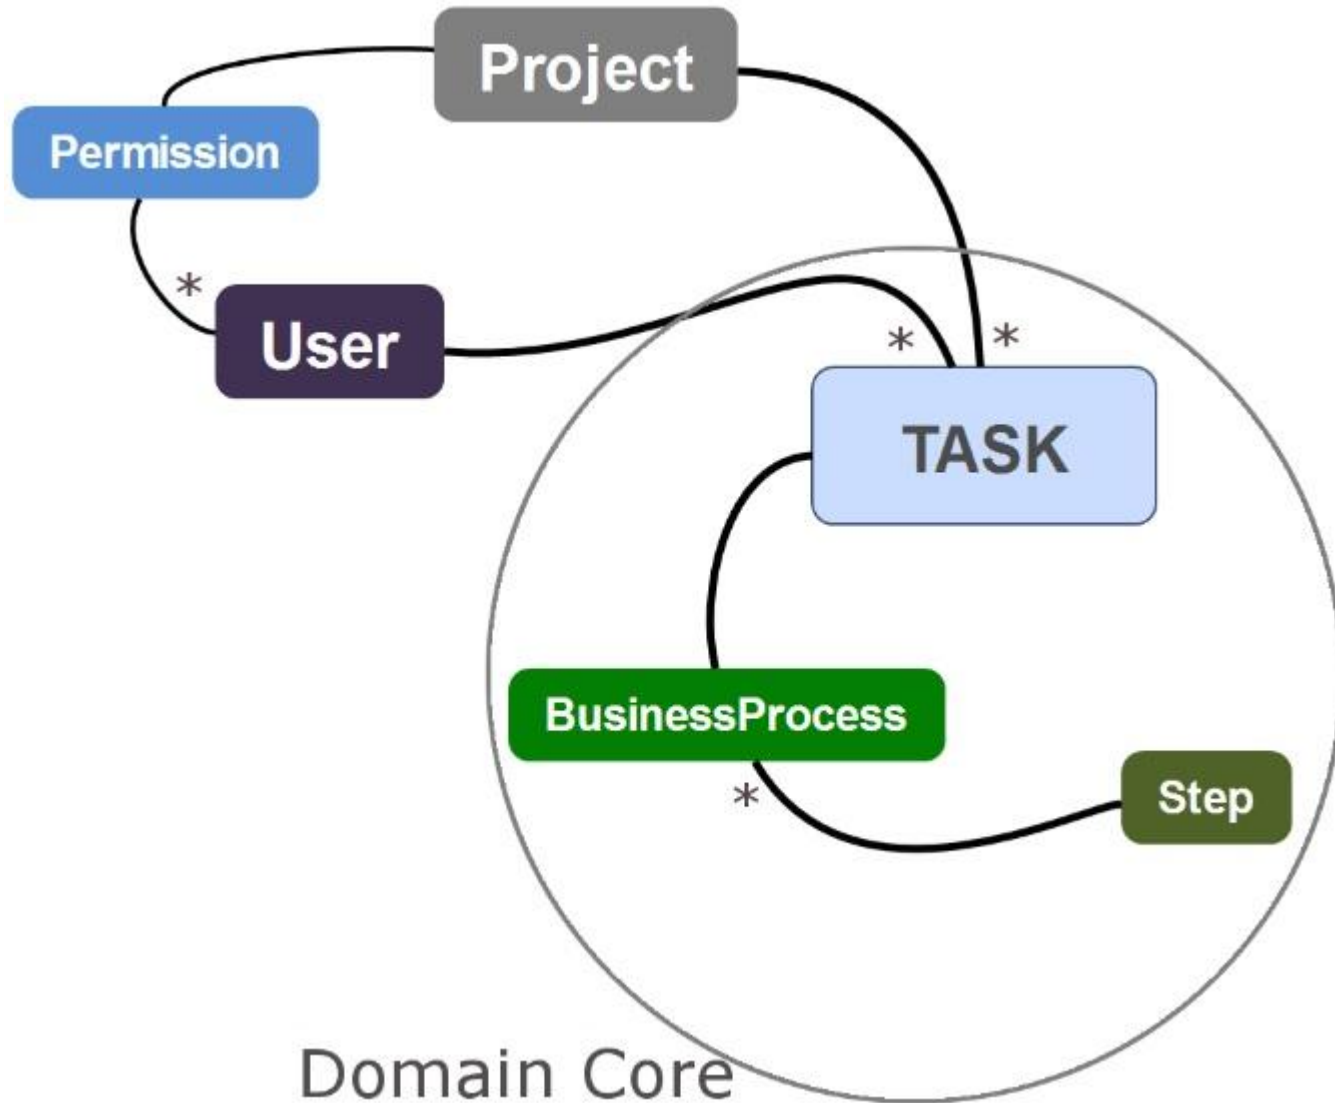 Project
Permission
*
User
*
*
TASK
BusinessProcess
*
Step
Domain Core